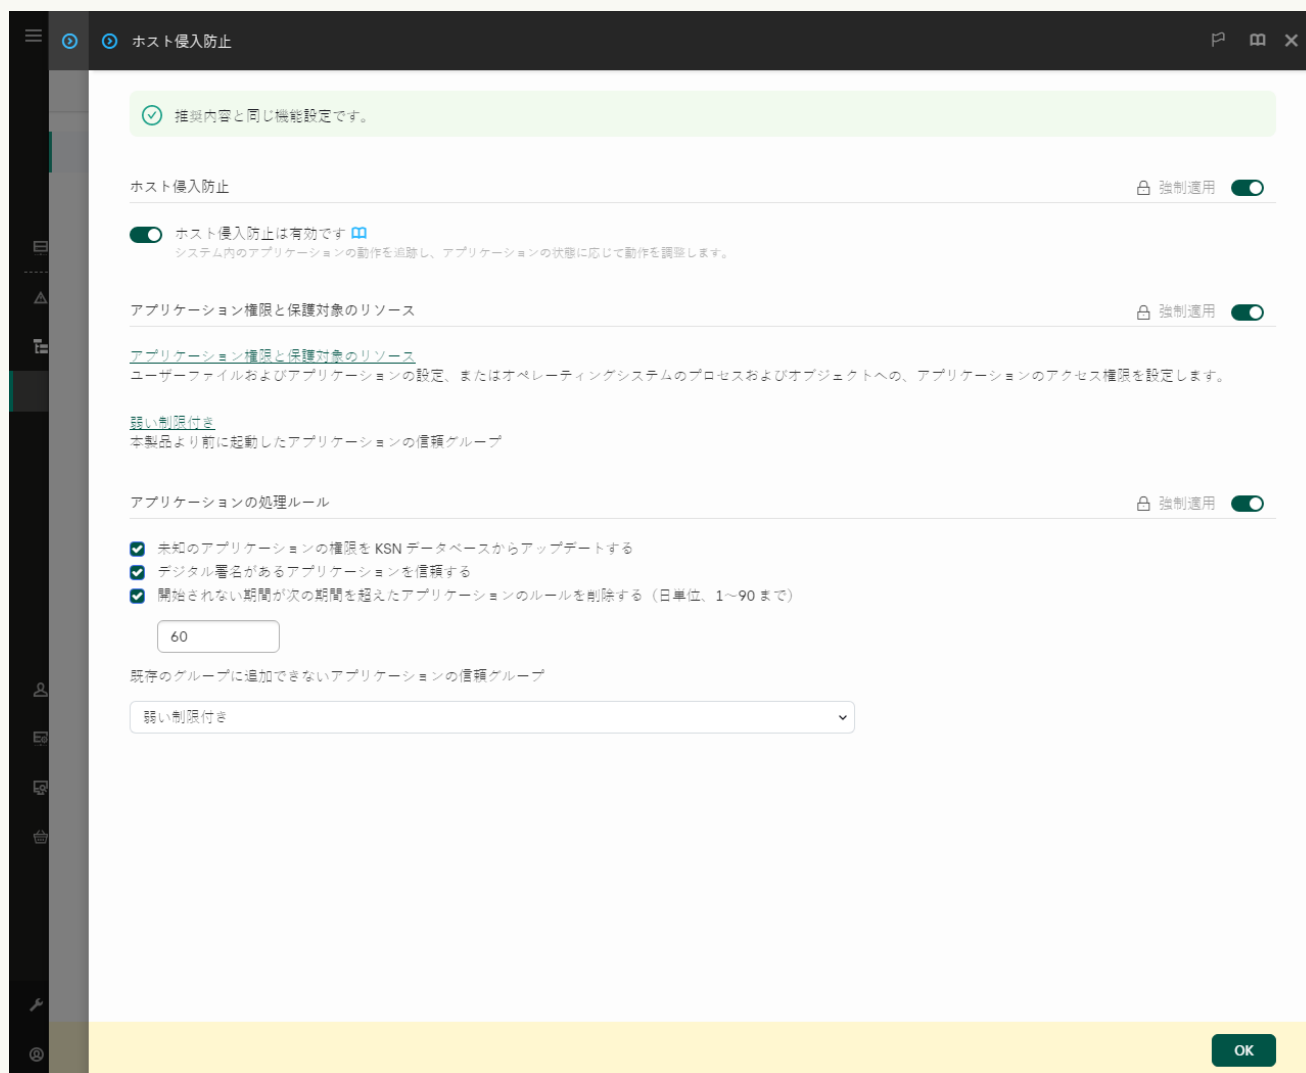 ホスト侵入防止
推奨内容と同じ機能設定です。
ホスト侵入防止
強制適用
ホスト侵入防止は有効です
システム内のアプリケーションの動作を追跡し、アプリケーションの状態に応じて動作を調整します。
アプリケーション権限と保護対象のリソース
強制適用
アプリケーション権限と保護対象のリソース
ユーザーファイルおよびアプリケーションの設定、またはオペレーティングシステムのプロセスおよびオブジェクトへの、アプリケーションのアクセス権限を設定します。
弱い制限付き
本製品より前に起動したアプリケーションの信頼グループ
アプリケーションの処理ルール
強制適用
未知のアプリケーションの権限を KSN データベースからアップデートする
デジタル署名があるアプリケーションを信頼する
開始されない期間が次の期間を超えたアプリケーションのルールを削除する（日単位、1～90 まで）
60
既存のグループに追加できないアプリケーションの信頼グループ
弱い制限付き
OK